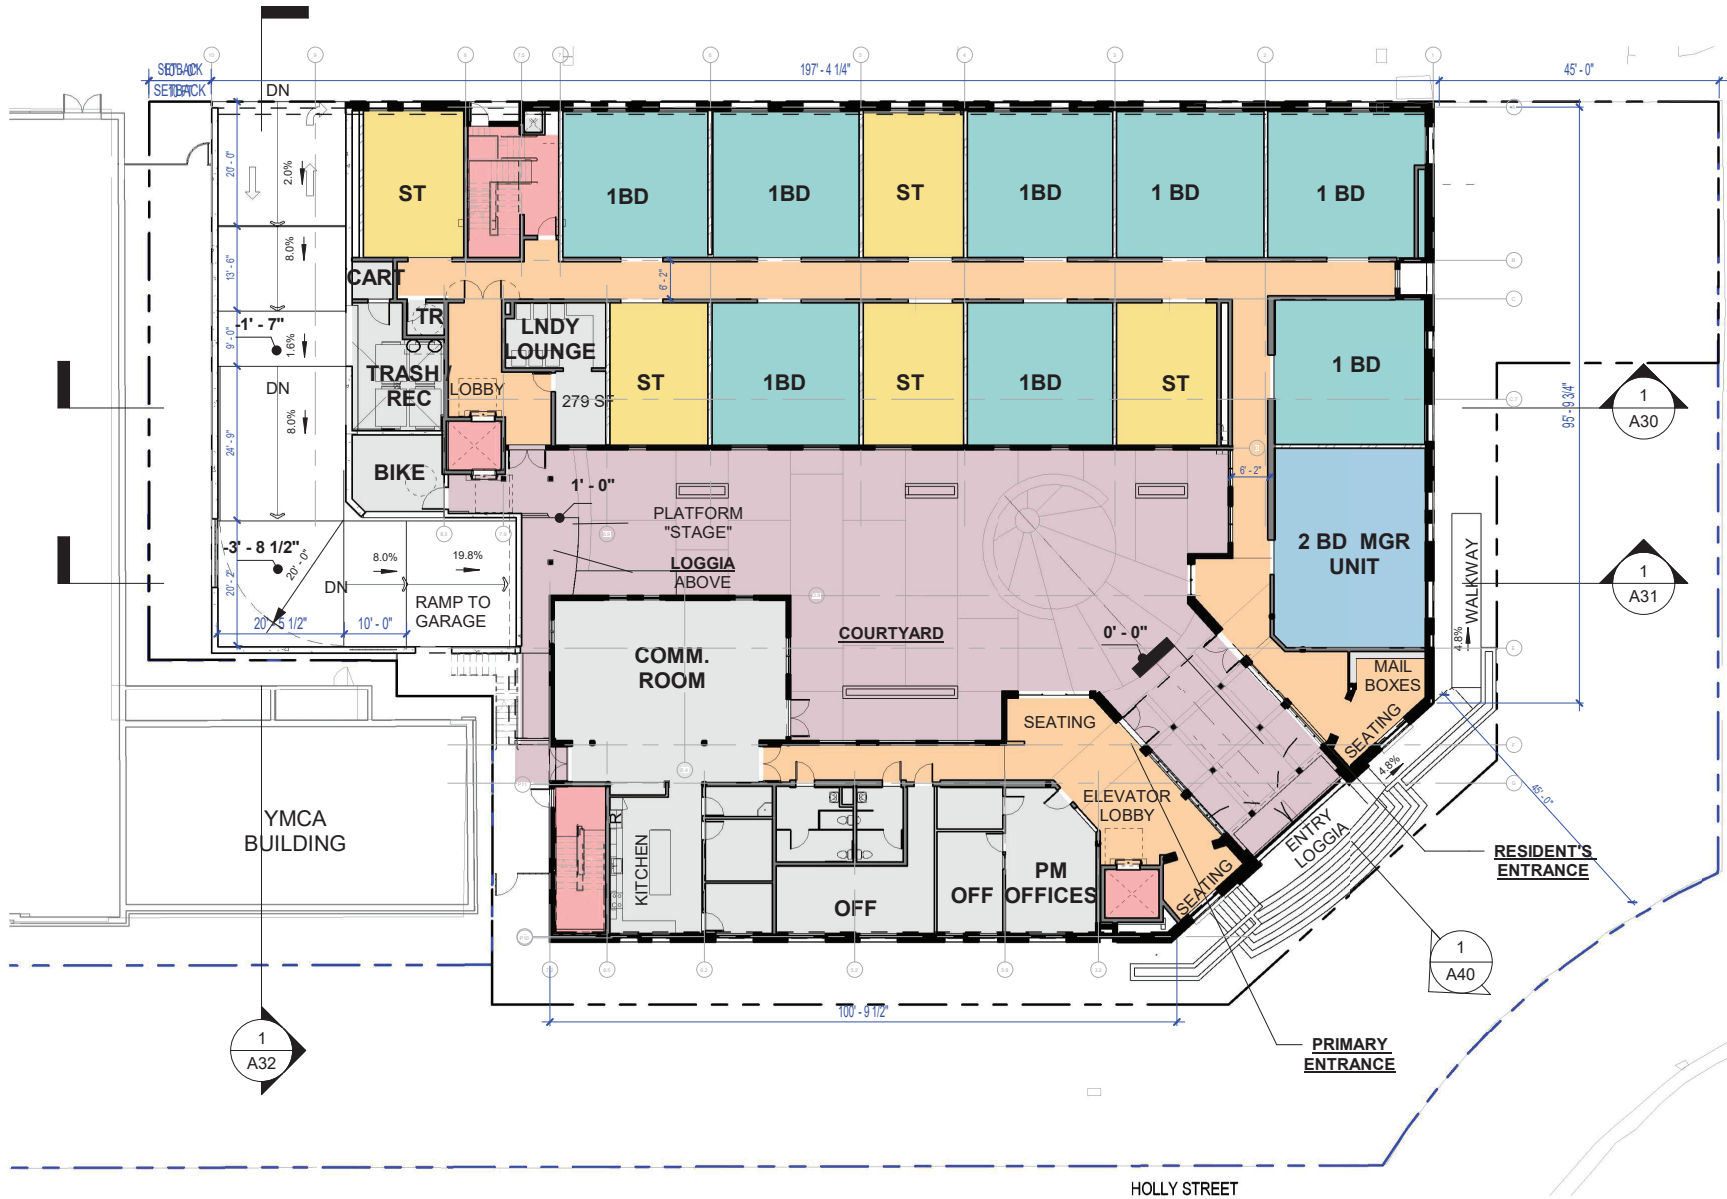 SETBACK
SETBACK
DN
197' - 4 1/4"
45' - 0"
20' - 0"
2.0%
ST
1BD
1BD
ST
1BD
1 BD
1 BD
13' - 6"
8.0%
CART
6' - 2"
9' - 0"
-1' - 7"
1.6%
TR
LNDY
LOUNGE
TRASH /
REC
LOBBY
279 SF
ST
1BD
ST
1BD
ST
1 BD
DN
8.0%
24' - 9"
95' - 9 3/4"
1
A30
BIKE
1' - 0"
PLATFORM
"STAGE"
LOGGIA
ABOVE
6' - 2"
2 BD MGR
UNIT
WALKWAY
4.8%
1
A31
-3' - 8 1/2"
20' - 0"
20' - 2"
DN
8.0%
19.8%
RAMP TO
GARAGE
20' - 5 1/2"
10' - 0"
COURTYARD
0' - 0"
COMM.
ROOM
MAIL
BOXES
SEATING
SEATING
4.8%
45' - 0"
ELEVATOR
LOBBY
ENTRY
LOGGIA
YMCA
BUILDING
KITCHEN
R
OFF
OFF
PM
OFFICES
SEATING
RESIDENT'S
ENTRANCE
1
A40
100' - 9 1/2"
1
A32
PRIMARY
ENTRANCE
HOLLY STREET